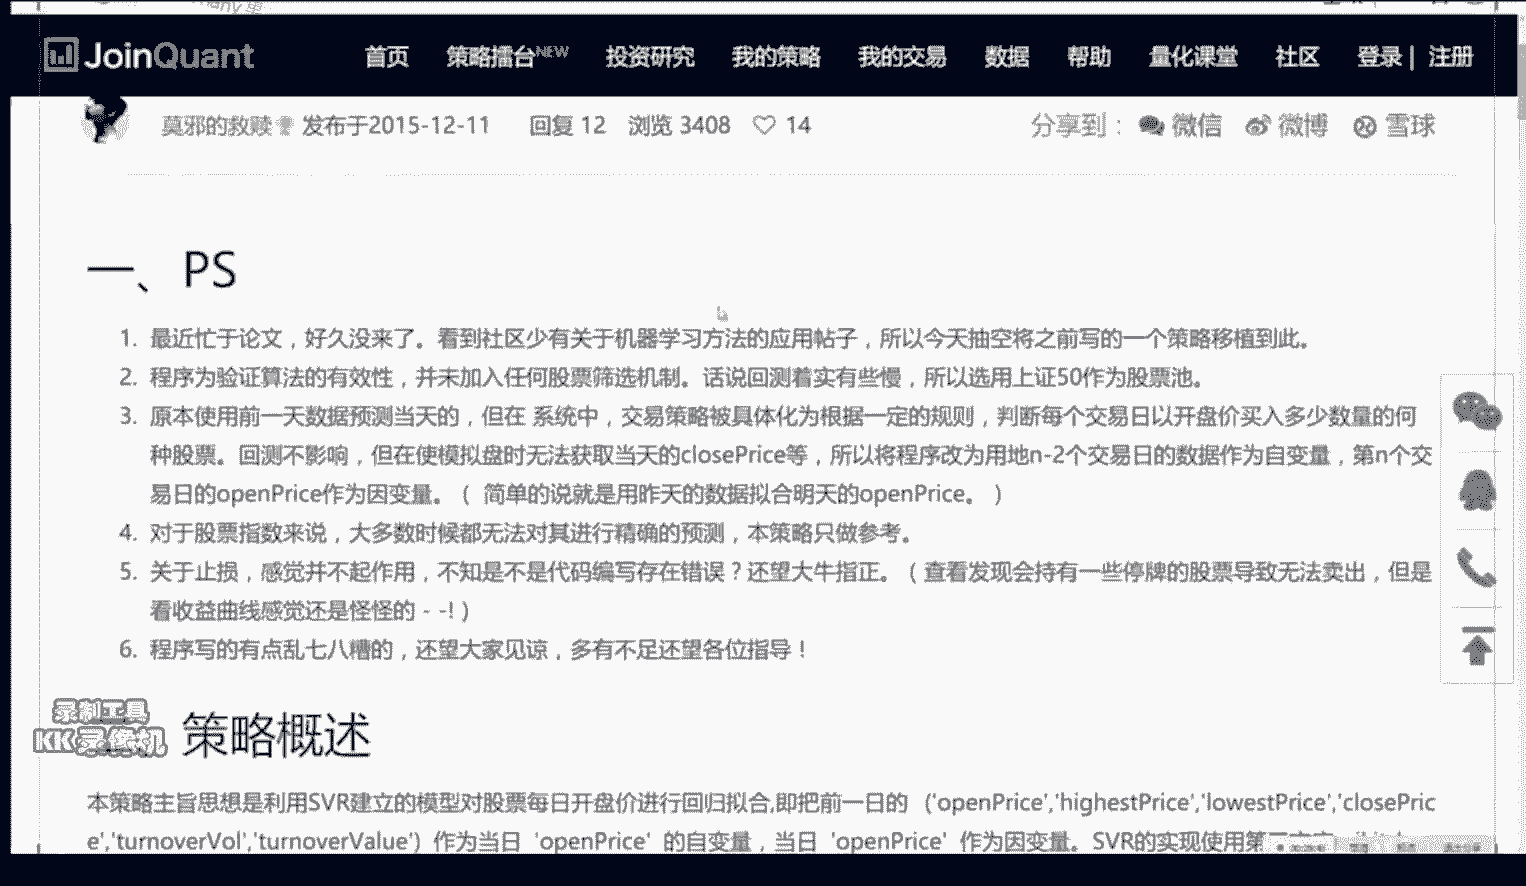 JoinQuant 首页 策略擂台NEW 投资研究 我的策略 我的交易 数据 帮助 量化课堂 社区 登录 | 注册
莫邪的救赎 发布于2015-12-11 回复 12 浏览 3408 14 分享到： 微信 微博 雪球
一、PS
1. 最近忙于论文，好久没来了。看到社区少有关于机器学习方法的应用帖子，所以今天抽空将之前写的一个策略移植到此。
2. 程序为验证算法的有效性，并未加入任何股票筛选机制。话说回测着实有些慢，所以选用上证50作为股票池。
3. 原本使用前一天数据预测当天的，但在 系统中，交易策略被具体化为根据一定的规则，判断每个交易日以开盘价买入多少数量的何
种股票。回测不影响，但在使模拟盘时无法获取当天的closePrice等，所以将程序改为用地n-2个交易日的数据作为自变量，第n个交
易日的openPrice作为因变量。（ 简单的说就是用昨天的数据拟合明天的openPrice。 ）
4. 对于股票指数来说，大多数时候都无法对其进行精确的预测，本策略只做参考。
5. 关于止损，感觉并不起作用，不知是不是代码编写存在错误？还望大牛指正。（ 查看发现会持有一些停牌的股票导致无法卖出，但是
看收益曲线感觉还是怪怪的 - -! ）
6. 程序写的有点乱七八糟的，还望大家见谅，多有不足还望各位指导！
录制工具
KK录像机
策略概述
本策略主旨思想是利用SVR建立的模型对股票每日开盘价进行回归拟合,即把前一日的 （'openPrice','highestPrice','lowestPrice','closePric
e','turnoverVol','turnoverValue'）作为当日 'openPrice' 的自变量，当日 'openPrice' 作为因变量。SVR的实现使用第